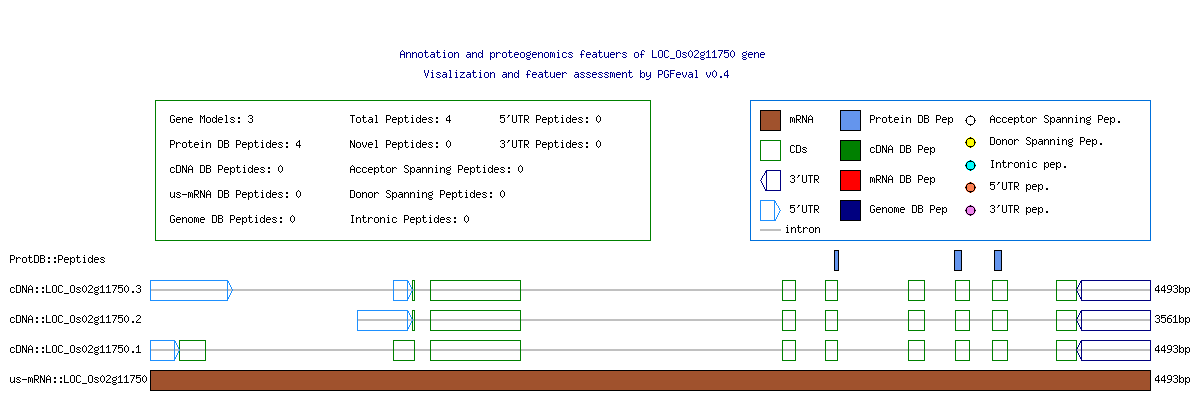 Annotation and proteogenomics featuers of LOC_Os02g11750 gene
Visalization and featuer assessment by PGFeval v0.4
Gene Models: 3
Total Peptides: 4
5'UTR Peptides: 0
Protein DB Peptides: 4
Novel Peptides: 0
3'UTR Peptides: 0
cDNA DB Peptides: 0
Acceptor Spanning Peptides: 0
us-mRNA DB Peptides: 0
Donor Spanning Peptides: 0
Genome DB Peptides: 0
Intronic Peptides: 0
mRNA
Protein DB Pep
Acceptor Spanning Pep.
CDs
cDNA DB Pep
Donor Spanning Pep.
3'UTR
mRNA DB Pep
Intronic pep.
5'UTR
Genome DB Pep
5'UTR pep.
3'UTR pep.
intron
ProtDB::Peptides
cDNA::LOC_Os02g11750.3
4493bp
cDNA::LOC_Os02g11750.2
3561bp
cDNA::LOC_Os02g11750.1
4493bp
us-mRNA::LOC_Os02g11750
4493bp